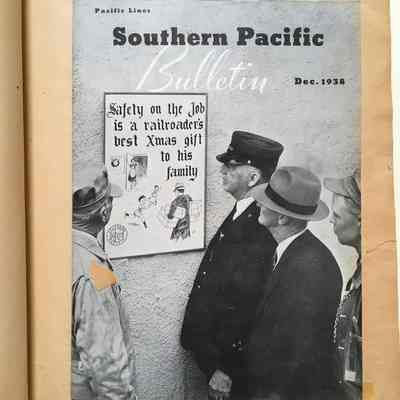 Pacific Lines
Southern Pacific
Bulletin
Dec. 1938
Safety on the Job
is a railroader's
best Xmas gift
to his
family